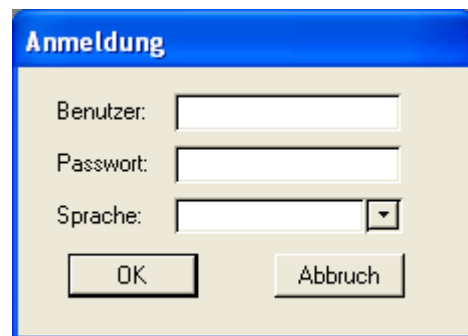 Anmeldung
Benutzer:
Passwort:
Sprache:
OK Abbruch